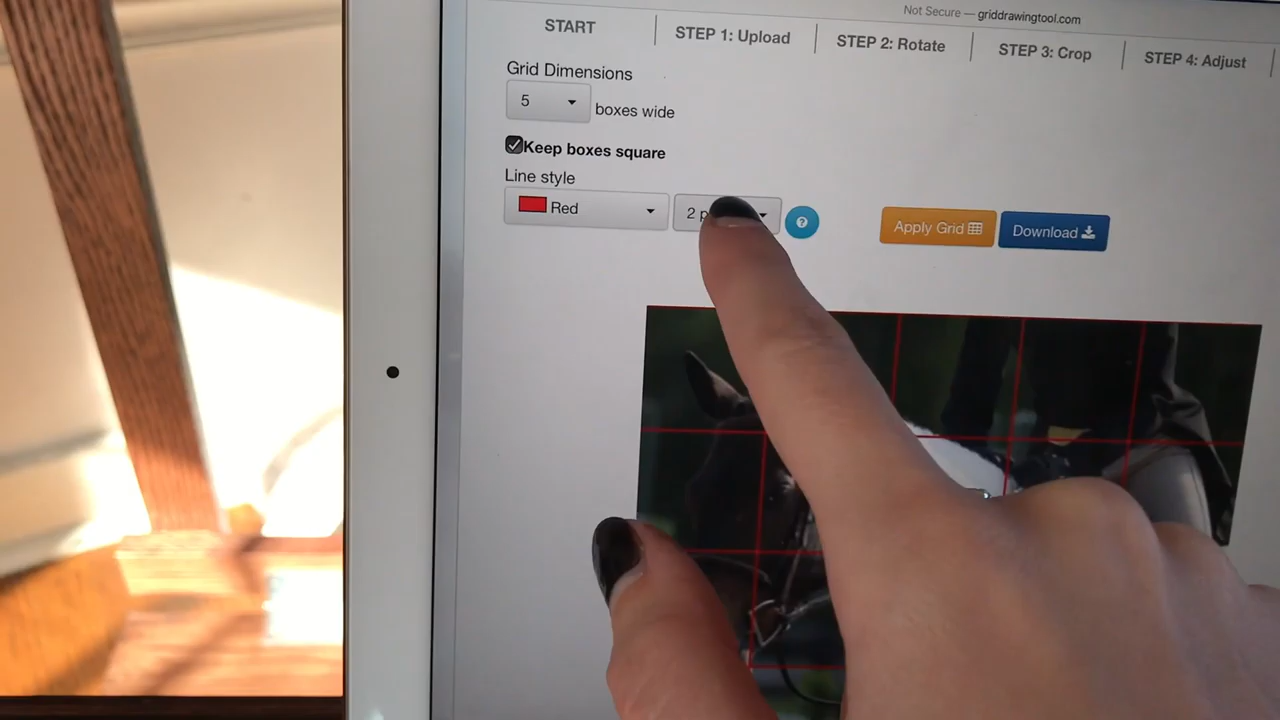 Not Secure — griddrawingtool.com
START
STEP 1: Upload
STEP 2: Rotate
STEP 3: Crop
STEP 4: Adjust
Grid Dimensions
5
boxes wide
Keep boxes square
Line style
Red
2
?
Apply Grid
Download